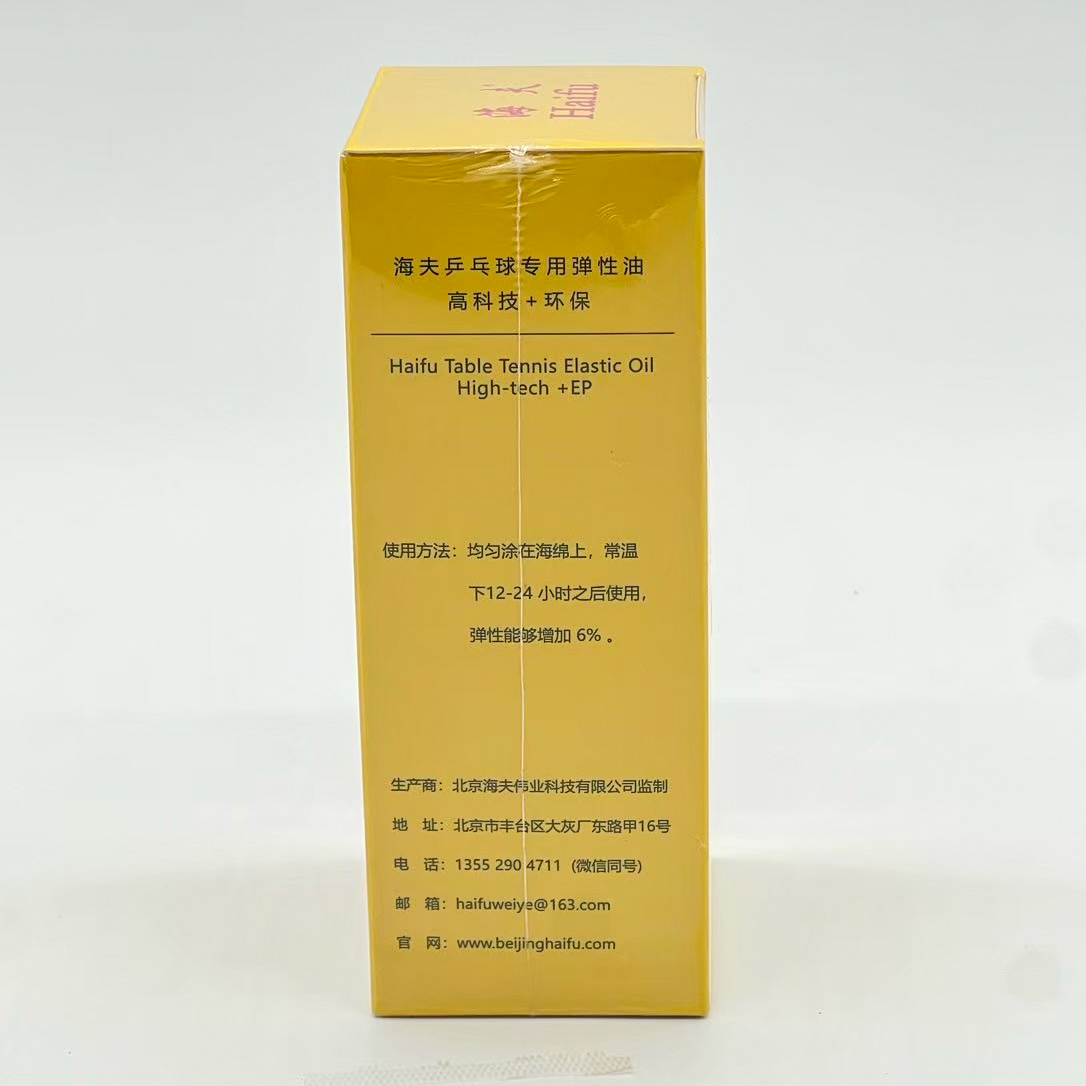 海夫
Haifu
海夫乒乓球专用弹性油
高科技+环保
Haifu Table Tennis Elastic Oil
High-tech +EP
使用方法：均匀涂在海绵上，常温
下12-24 小时之后使用，
弹性能够增加 6% 。
生产商：北京海夫伟业科技有限公司监制
地 址：北京市丰台区大灰厂东路甲16号
电 话：1355 290 4711（微信同号）
邮 箱：haifuweiye@163.com
官 网：www.beijinghaifu.com